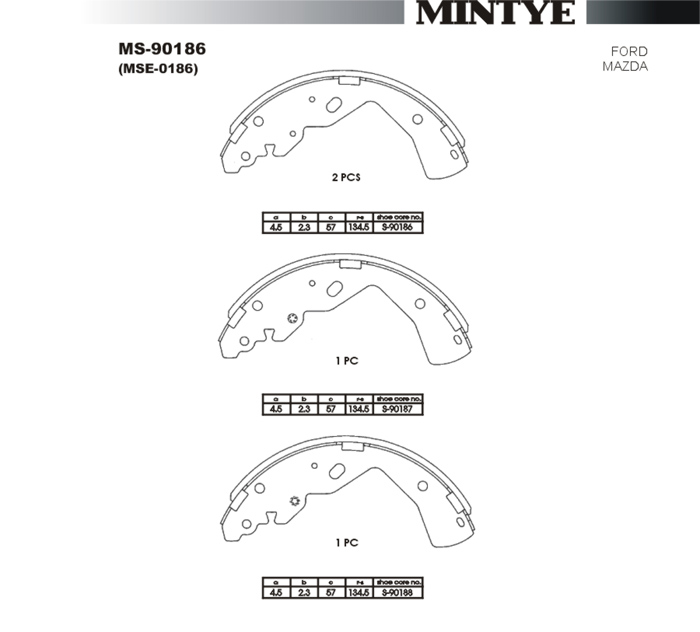 MINTYE
MS-90186
(MSE-0186)
FORD
MAZDA
2 PCS
a b c r-s shoe core no.
4.5 2.3 57 134.5 S-90186
1 PC
a b c r-s shoe core no.
4.5 2.3 57 134.5 S-90187
1 PC
a b c r-s shoe core no.
4.5 2.3 57 134.5 S-90188